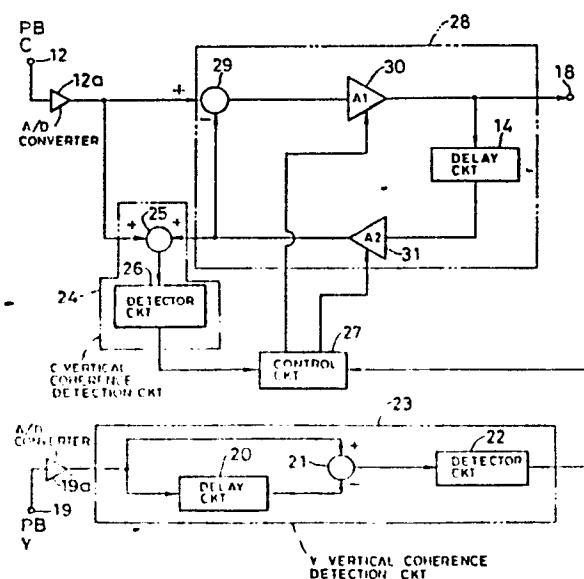 PB
C
12
12a
A/D
CONVERTER
+
29
-
28
30
A1
18
14
DELAY
CKT
25
+
+
A2
31
26
24
DETECTOR
CKT
27
CONTROL
CKT
C VERTICAL
COHERENCE
DETECTION CKT
A/D
CONVERTER
19a
19
PB
Y
23
20
DELAY
CKT
21
+
-
22
DETECTOR
CKT
Y VERTICAL COHERENCE
DETECTION CKT